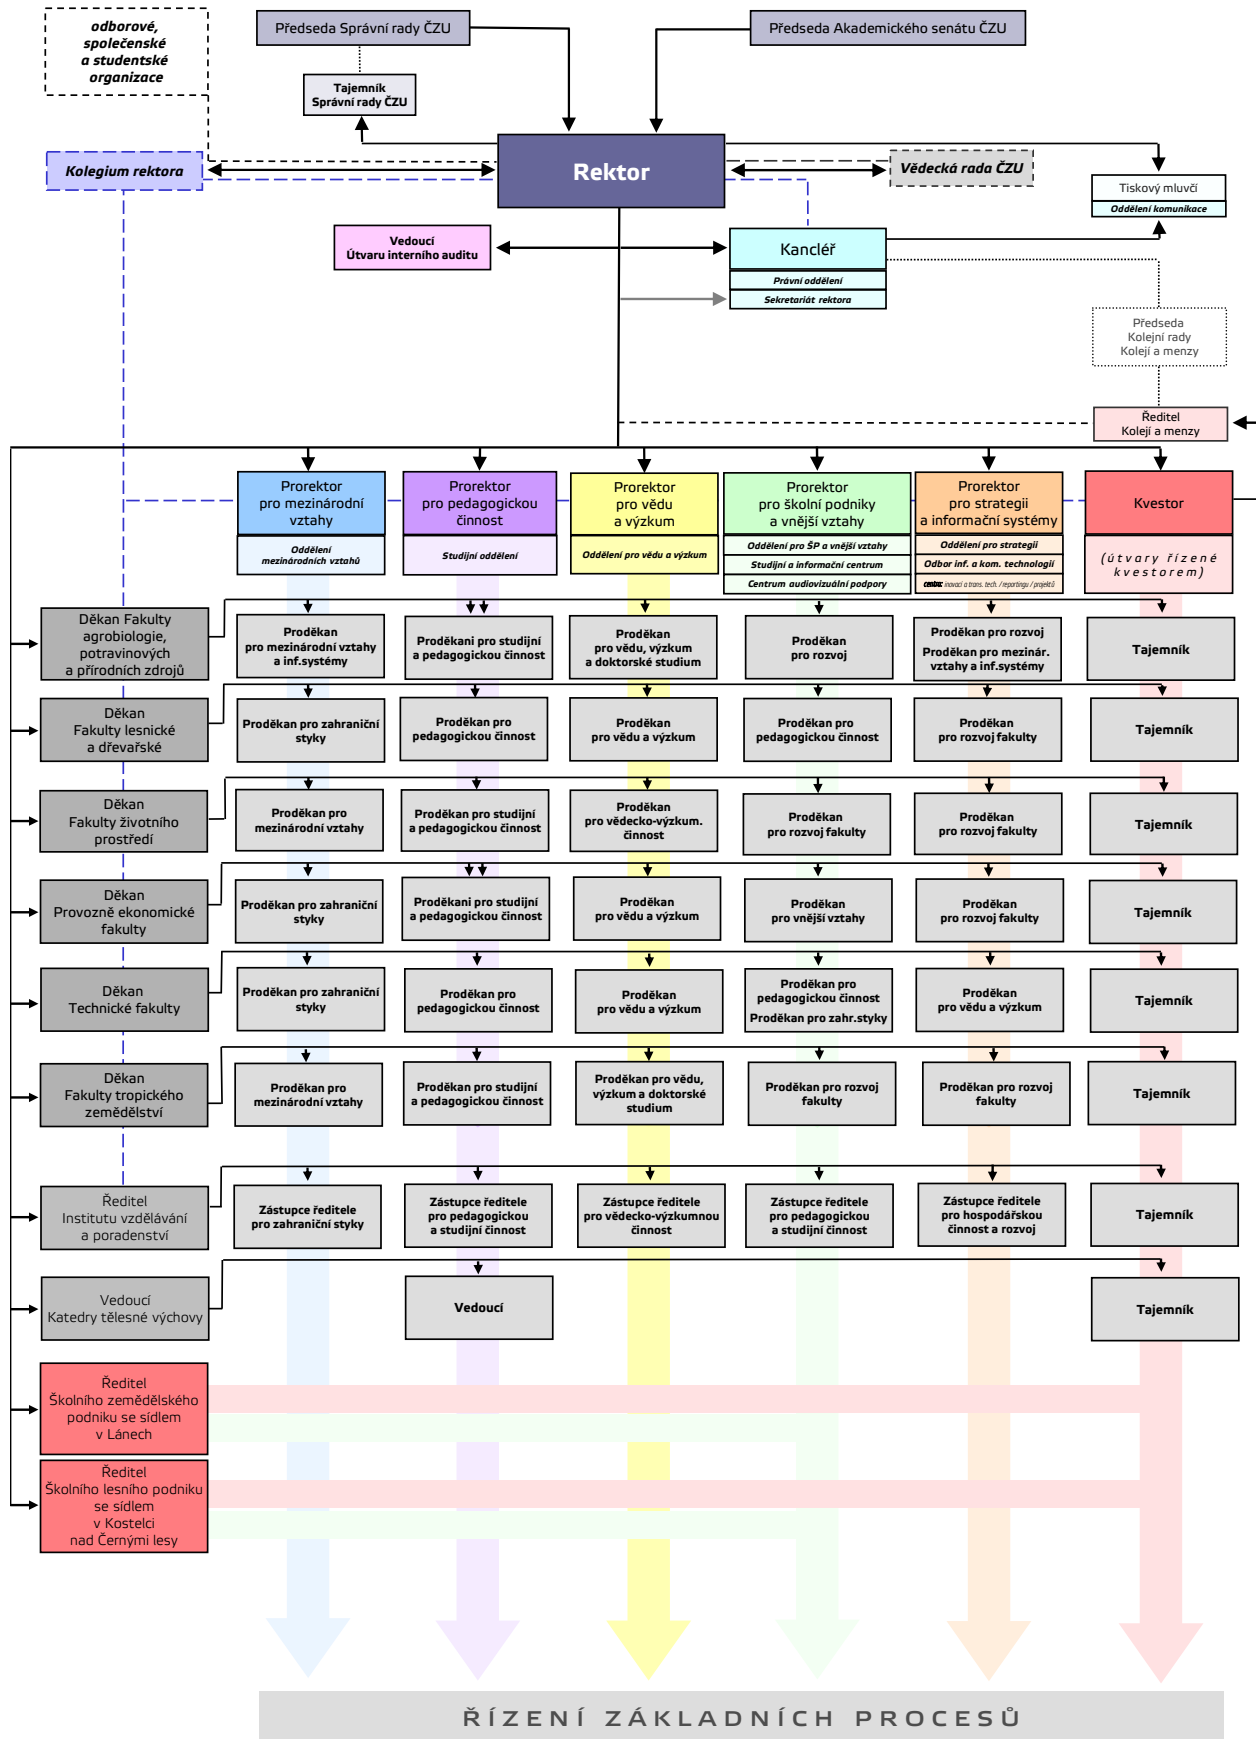 odborové,
společenské
a studentské
organizace
Předseda Správní rady ČZU
Předseda Akademického senátu ČZU
Tajemník
Správní rady ČZU
Kolegium rektora
Rektor
Vědecká rada ČZU
Tiskový mluvčí
Oddělení komunikace
Vedoucí
Útvaru interního auditu
Kancléř
Právní oddělení
Sekretariát rektora
Předseda
Kolejní rady
Kolejí a menzy
Ředitel
Kolejí a menzy
Prorektor
pro mezinárodní
vztahy
Oddělení
mezinárodních vztahů
Prorektor
pro pedagogickou
činnost
Studijní oddělení
Prorektor
pro vědu
a výzkum
Oddělení pro vědu a výzkum
Prorektor
pro školní podniky
a vnější vztahy
Oddělení pro ŠP a vnější vztahy
Studijní a informační centrum
Centrum audiovizuální podpory
Prorektor
pro strategii
a informační systémy
Oddělení pro strategii
Odbor inf. a kom. technologií
centra: inovací a trans. tech. / reportingu / projektů
Kvestor
(útvary řízené
kvestorem)
Děkan Fakulty
agrobiologie,
potravinových
a přírodních zdrojů
Proděkan
pro mezinárodní vztahy
a inf.systémy
Proděkani pro studijní
a pedagogickou činnost
Proděkan
pro vědu, výzkum
a doktorské studium
Proděkan
pro rozvoj
Proděkan pro rozvoj
Proděkan pro mezinár.
vztahy a inf.systémy
Tajemník
Děkan
Fakulty lesnické
a dřevařské
Proděkan pro zahraniční
styky
Proděkan pro
pedagogickou činnost
Proděkan
pro vědu a výzkum
Proděkan pro
pedagogickou činnost
Proděkan
pro rozvoj fakulty
Tajemník
Děkan
Fakulty životního
prostředí
Proděkan pro
mezinárodní vztahy
Proděkani pro studijní
a pedagogickou činnost
Proděkan
pro vědecko-výzkum.
činnost
Proděkan
pro rozvoj fakulty
Proděkan
pro rozvoj fakulty
Tajemník
Děkan
Provozně ekonomické
fakulty
Proděkan pro zahraniční
styky
Proděkani pro studijní
a pedagogickou činnost
Proděkan
pro vědu a výzkum
Proděkan
pro vnější vztahy
Proděkan
pro rozvoj fakulty
Tajemník
Děkan
Technické fakulty
Proděkan pro zahraniční
styky
Proděkan pro
pedagogickou činnost
Proděkan
pro vědu a výzkum
Proděkan pro
pedagogickou činnost
Proděkan pro zahr.styky
Proděkan
pro vědu a výzkum
Tajemník
Děkan
Fakulty tropického
zemědělství
Proděkan pro
mezinárodní vztahy
Proděkan pro studijní
a pedagogickou činnost
Proděkan pro vědu,
výzkum a doktorské
studium
Proděkan pro rozvoj
fakulty
Proděkan pro rozvoj
fakulty
Tajemník
Ředitel
Institutu vzdělávání
a poradenství
Zástupce ředitele
pro zahraniční styky
Zástupce ředitele
pro pedagogickou
a studijní činnost
Zástupce ředitele
pro vědecko-výzkumnou
činnost
Zástupce ředitele
pro pedagogickou
a studijní činnost
Zástupce ředitele
pro hospodářskou
činnost a rozvoj
Tajemník
Vedoucí
Katedry tělesné výchovy
Vedoucí
Tajemník
Ředitel
Školního zemědělského
podniku se sídlem
v Lánech
Ředitel
Školního lesního podniku
se sídlem
v Kostelci
nad Černými lesy
ŘÍZENÍ ZÁKLADNÍCH PROCESŮ